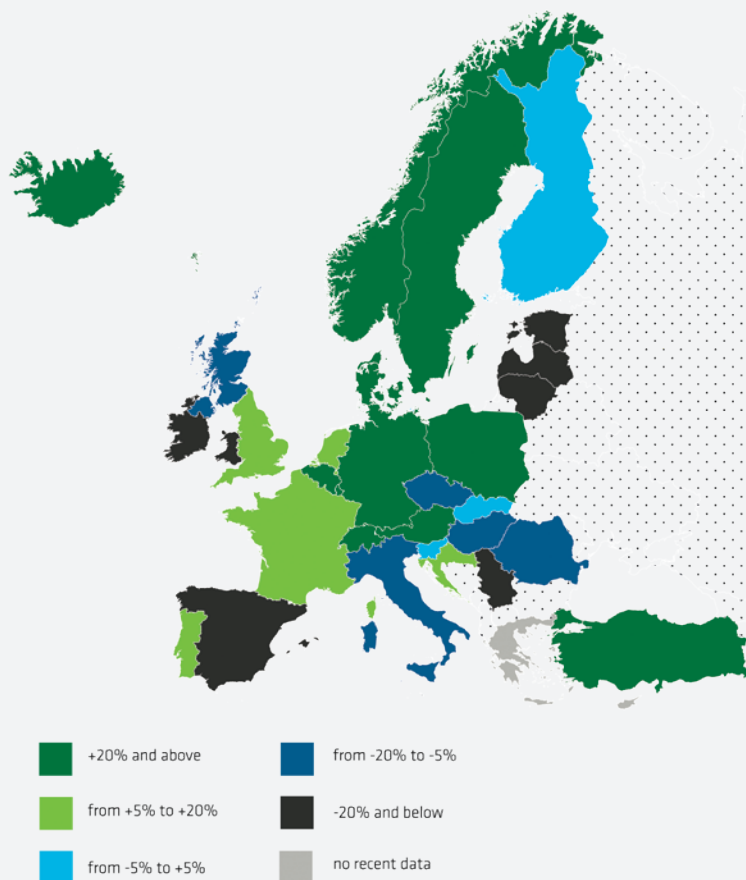 +20% and above
from +5% to +20%
from -5% to +5%
from -20% to -5%
-20% and below
no recent data